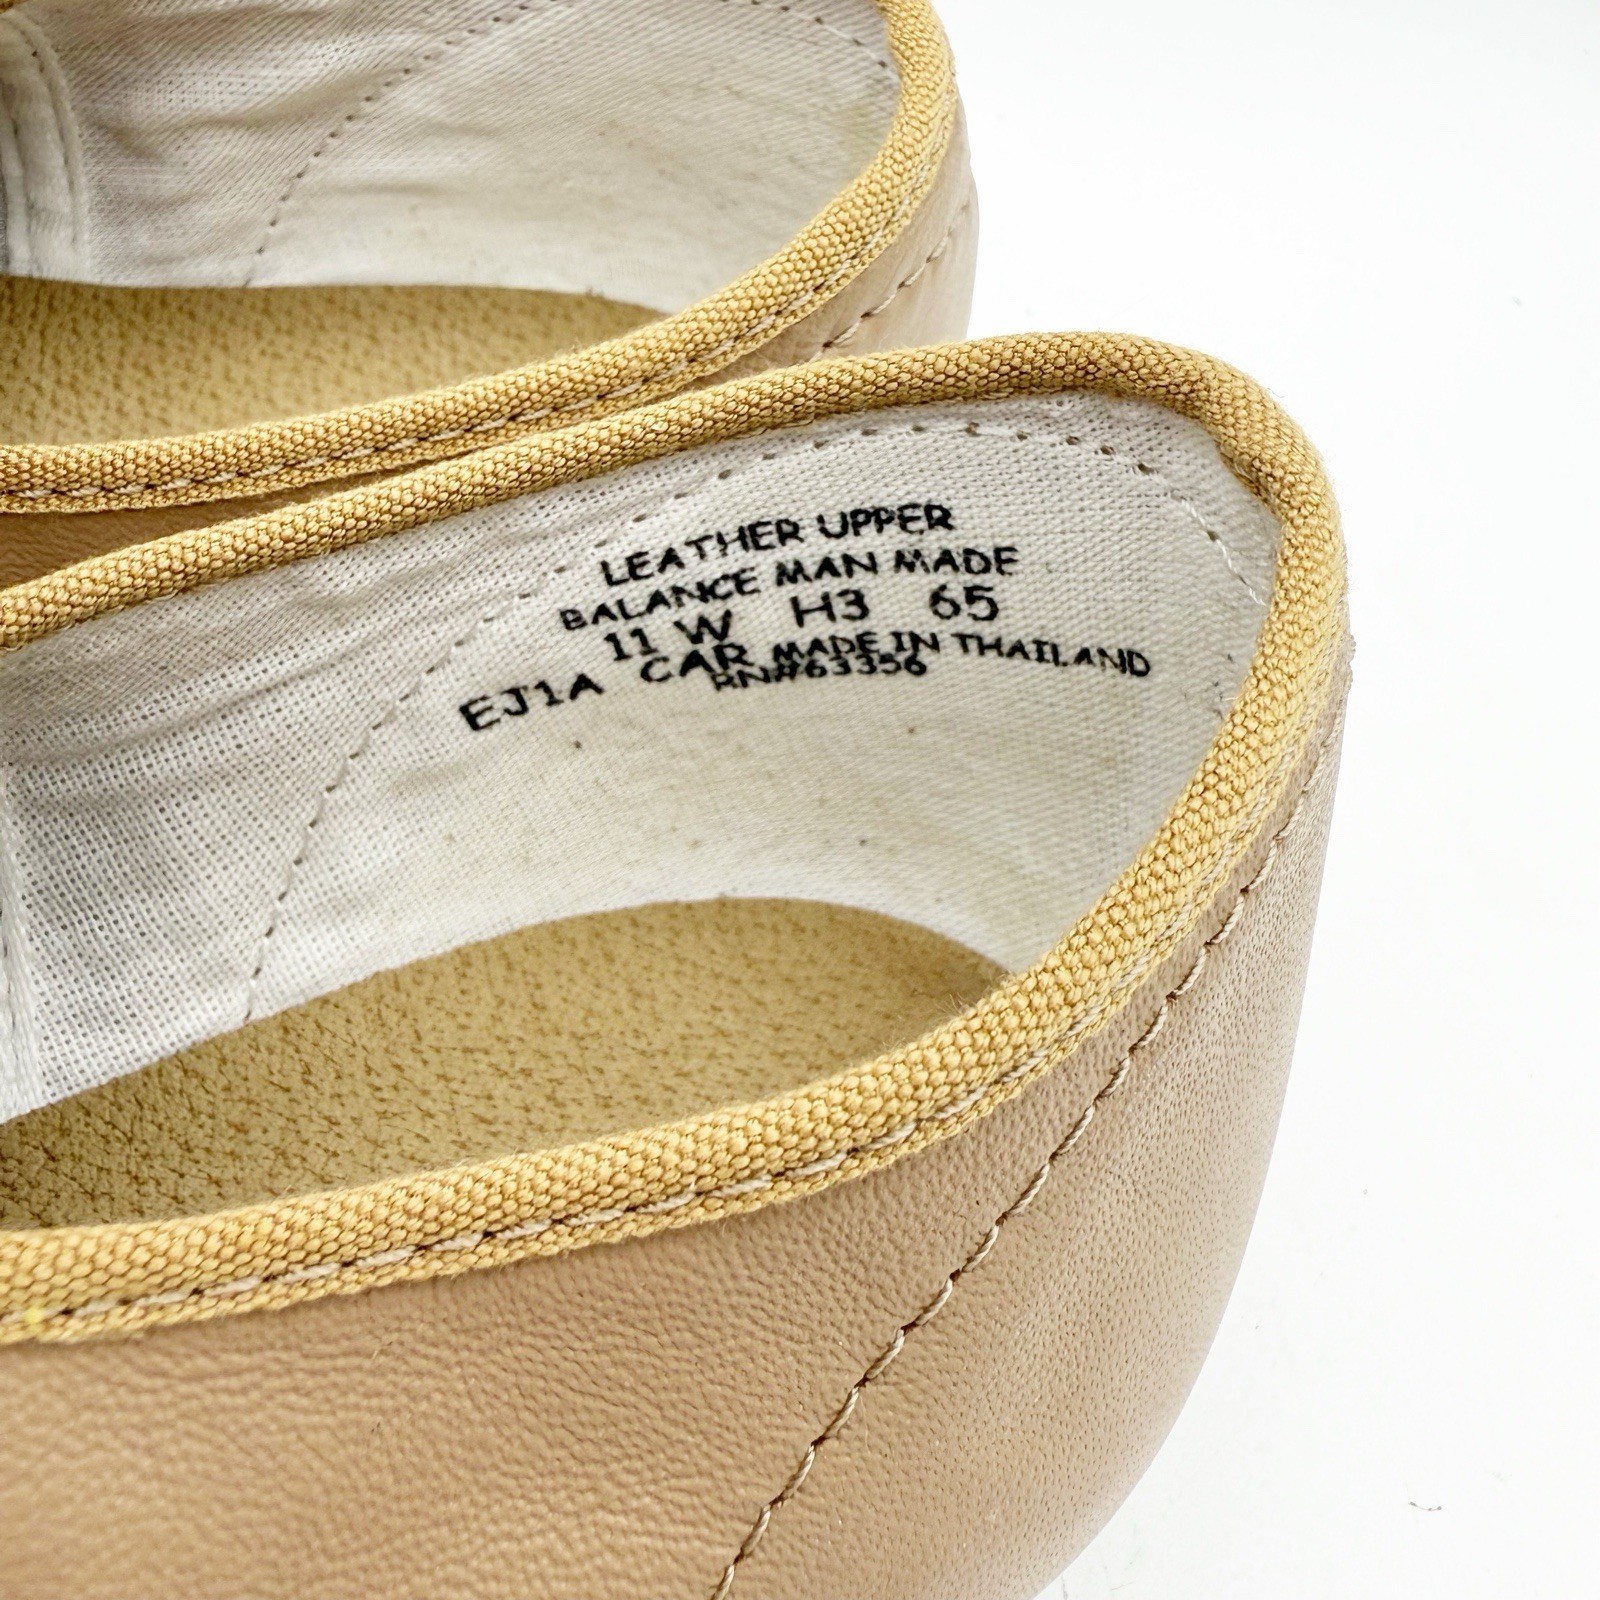 LEATHER UPPER
BALANCE MAN MADE
11 W H3 65
EJ1A CAR MADE IN THAILAND
RN#63356